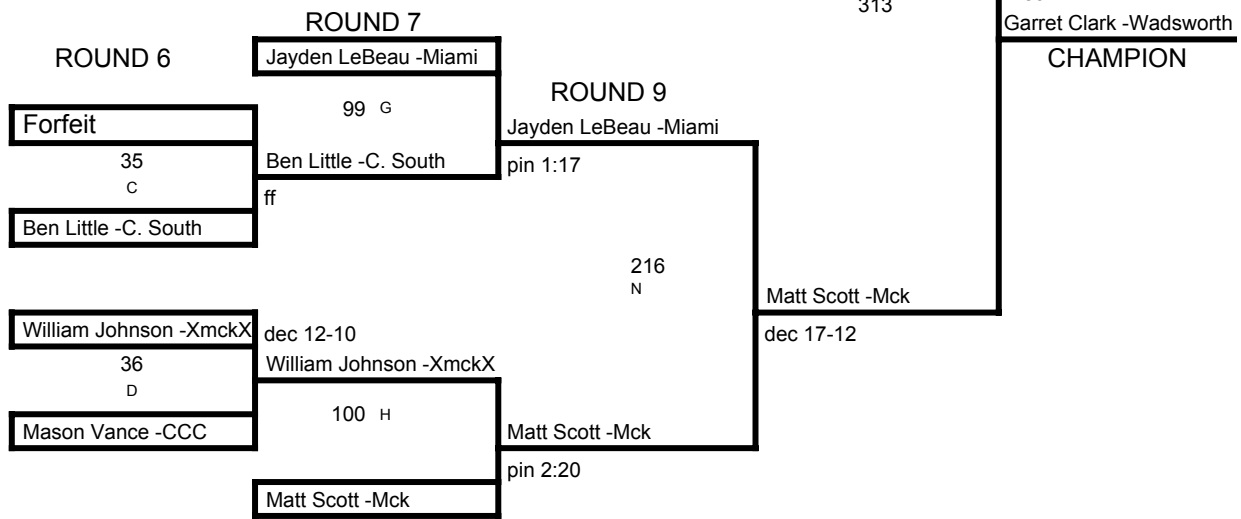 313
ROUND 7
Garret Clark -Wadsworth
ROUND 6
Jayden LeBeau -Miami
CHAMPION
ROUND 9
99 G
Forfeit
Jayden LeBeau -Miami
35
Ben Little -C. South
pin 1:17
C
ff
Ben Little -C. South
216
N
Matt Scott -Mck
William Johnson -XmckX
dec 12-10
dec 17-12
36
William Johnson -XmckX
D
100 H
Mason Vance -CCC
Matt Scott -Mck
pin 2:20
Matt Scott -Mck